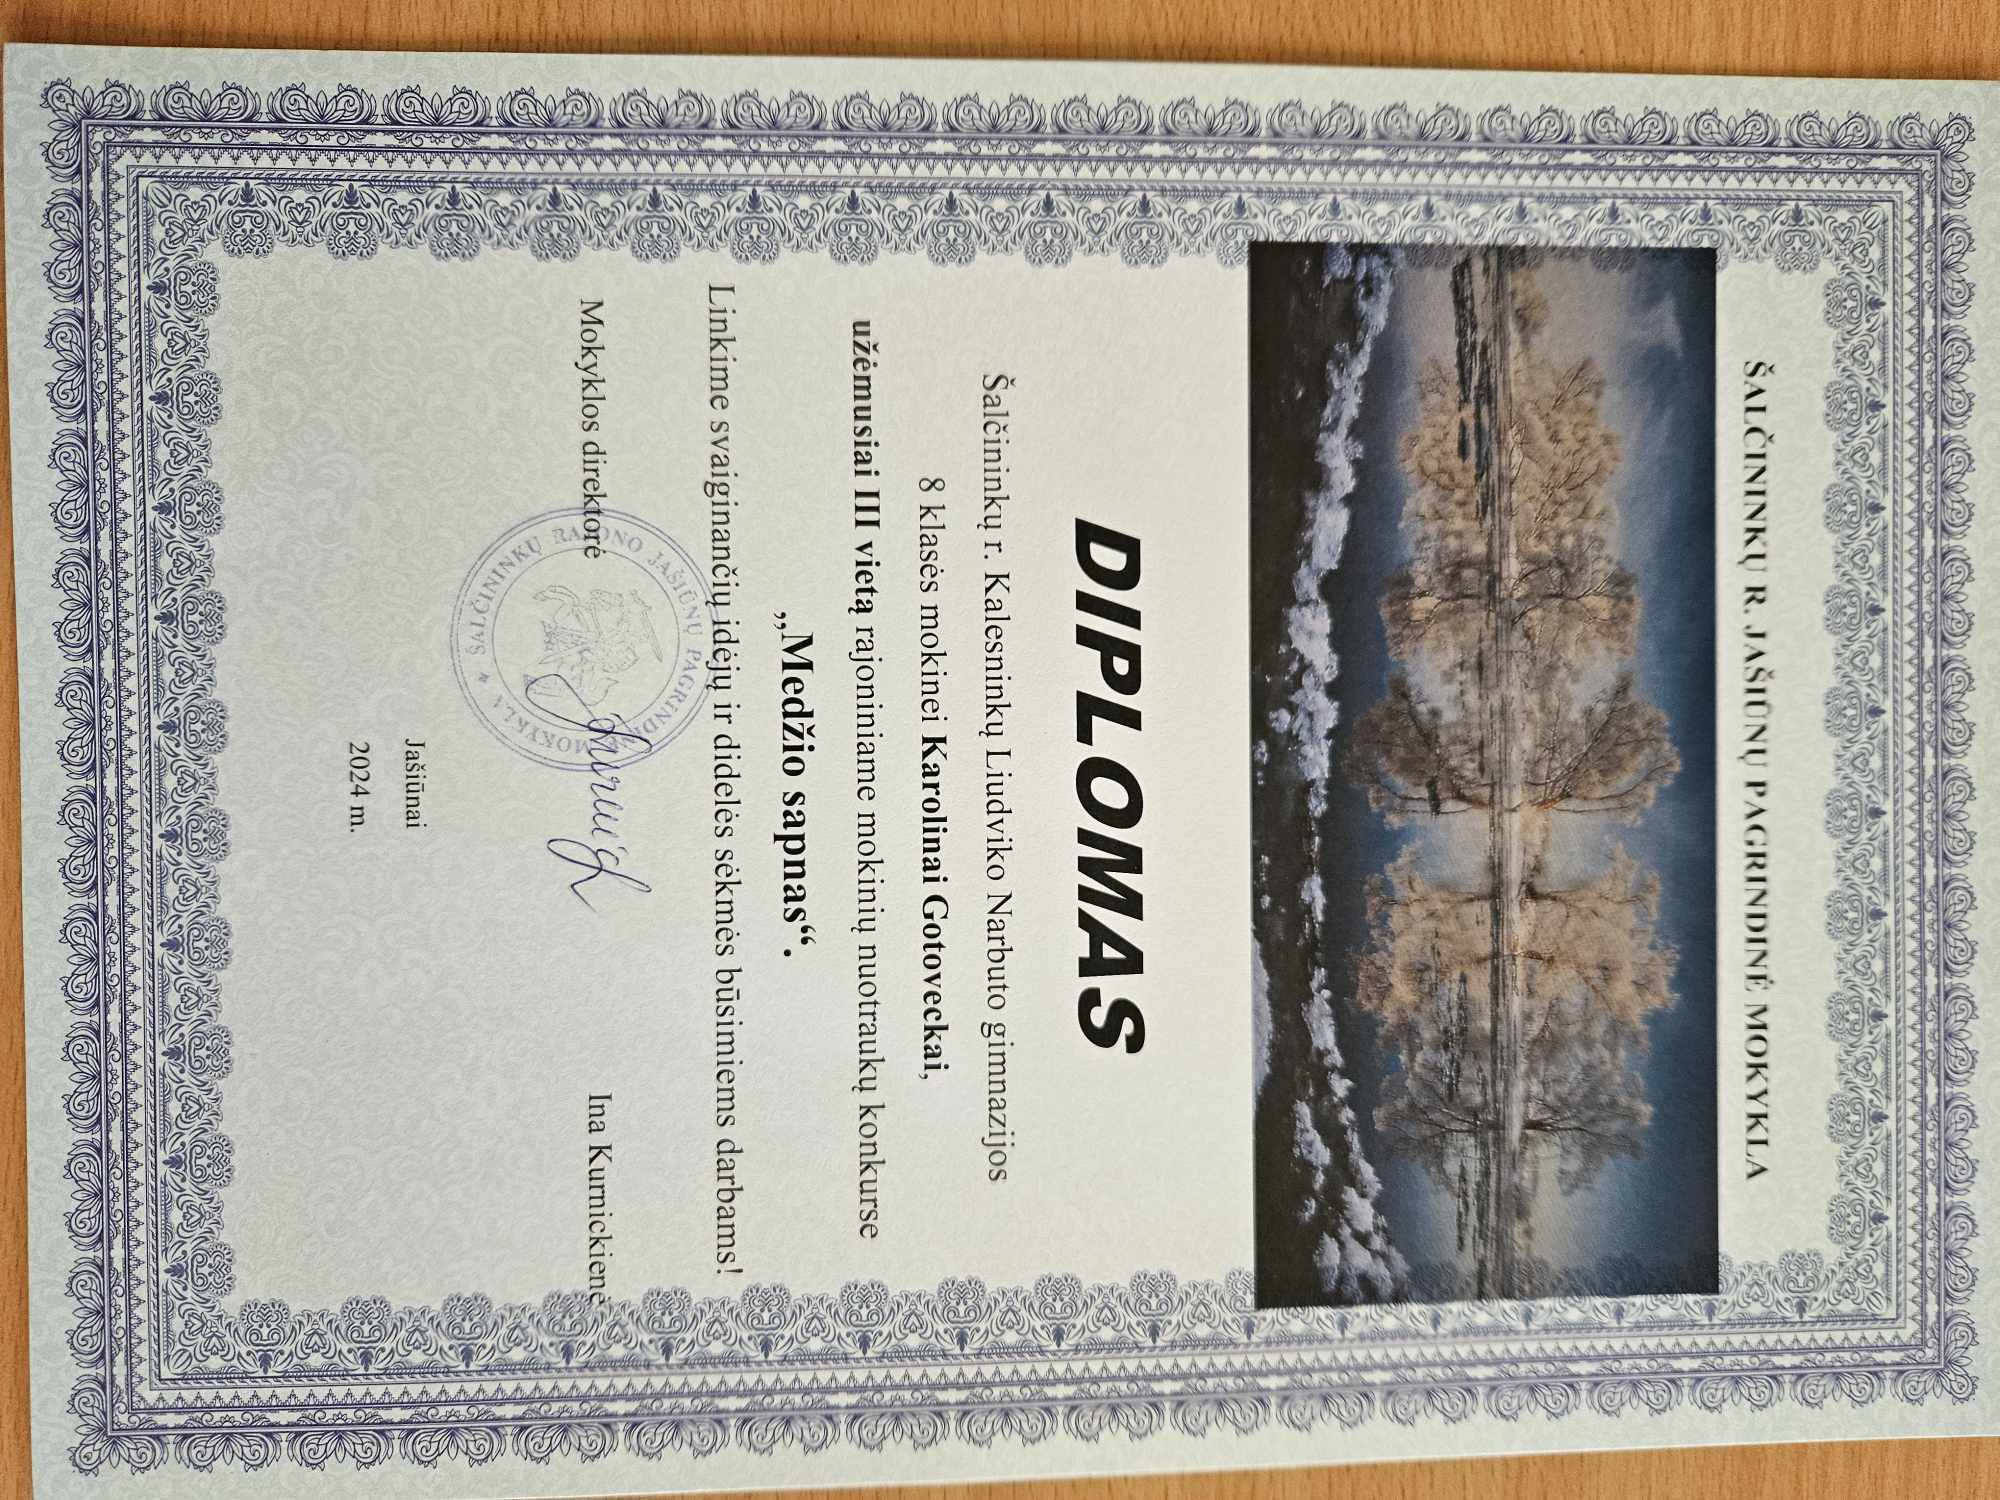 ŠALČININKŲ R. JAŠIŪNŲ PAGRINDINĖ MOKYKLA
DIPLOMAS
Šalčininkų r. Kalesninkų Liudviko Narbuto gimnazijos
8 klasės mokinei Karolinai Gotoveckai,
užėmusiai III vietą rajoniniame mokinių nuotraukų konkurse
„Medžio sapnas“.
Linkime svaiginančių idėjų ir didelės sėkmės būsimiems darbams!
Mokyklos direktorė
Ina Kurnickienė
ŠALČININKŲ RAJONO JAŠIŪNŲ PAGRINDINĖ MOKYKLA
Jašiūnai
2024 m.